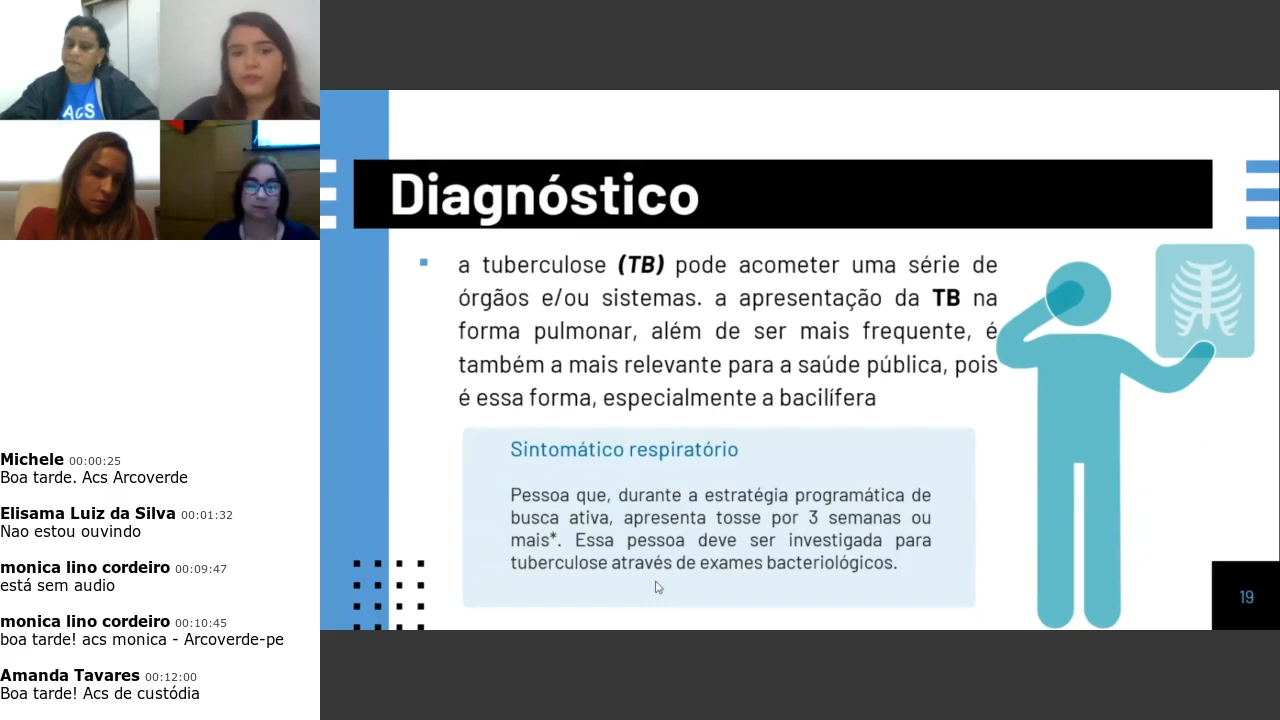 ACS
Diagnóstico
a tuberculose (TB) pode acometer uma série de
órgãos e/ou sistemas. a apresentação da TB na
forma pulmonar, além de ser mais frequente, é
também a mais relevante para a saúde pública, pois
é essa forma, especialmente a bacilífera
Sintomático respiratório
Pessoa que, durante a estratégia programática de
busca ativa, apresenta tosse por 3 semanas ou
mais*. Essa pessoa deve ser investigada para
tuberculose através de exames bacteriológicos.
19
Michele 00:00:25
Boa tarde. Acs Arcoverde
Elisama Luiz da Silva 00:01:32
Nao estou ouvindo
monica lino cordeiro 00:09:47
está sem audio
monica lino cordeiro 00:10:45
boa tarde! acs monica - Arcoverde-pe
Amanda Tavares 00:12:00
Boa tarde! Acs de custódia